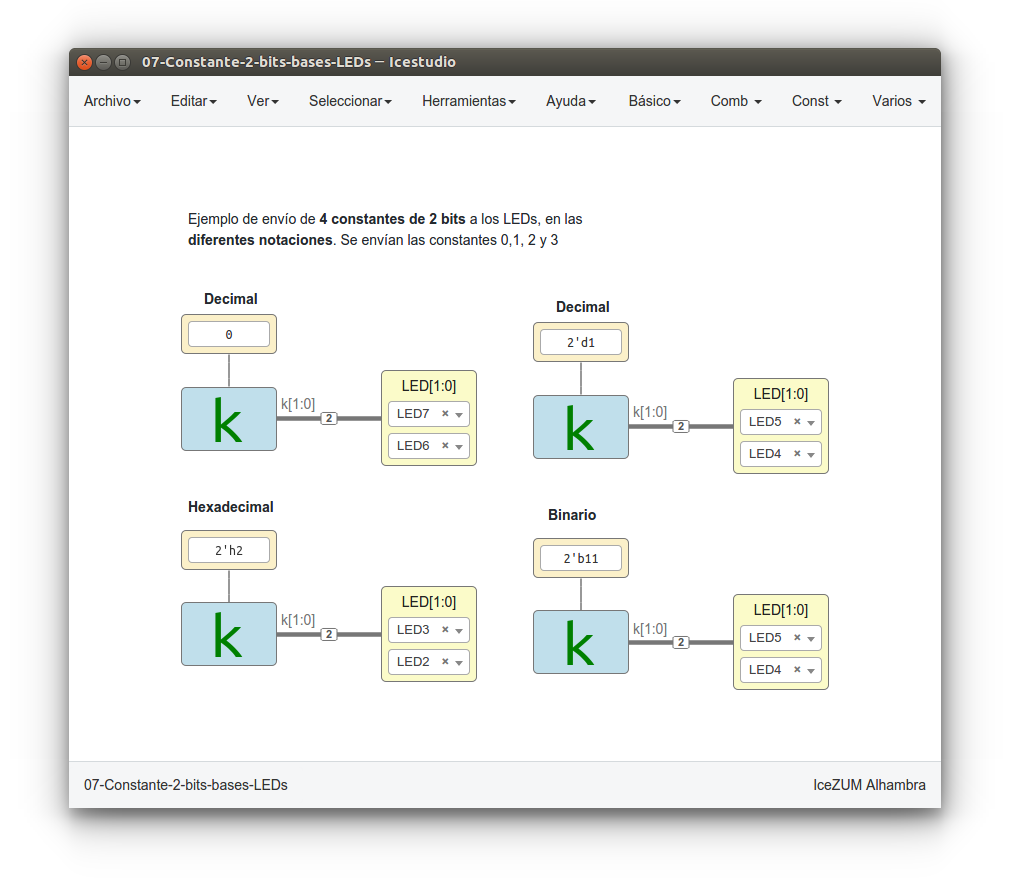 07-Constante-2-bits-bases-LEDs — Icestudio
Archivo Editar Ver Seleccionar Herramientas Ayuda Básico Comb Const Varios
Ejemplo de envío de 4 constantes de 2 bits a los LEDs, en las
diferentes notaciones. Se envían las constantes 0,1, 2 y 3
Decimal
0
k
k[1:0]
2
LED[1:0]
LED7 ×
LED6 ×
Decimal
2'd1
k
k[1:0]
2
LED[1:0]
LED5 ×
LED4 ×
Hexadecimal
2'h2
k
k[1:0]
2
LED[1:0]
LED3 ×
LED2 ×
Binario
2'b11
k
k[1:0]
2
LED[1:0]
LED5 ×
LED4 ×
07-Constante-2-bits-bases-LEDs
IceZUM Alhambra